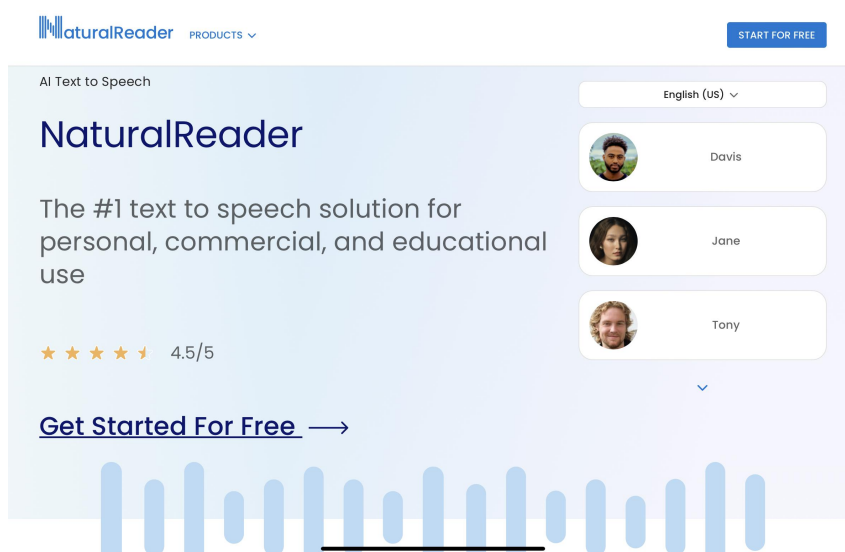 NaturalReader
PRODUCTS
START FOR FREE
AI Text to Speech
NaturalReader
The #1 text to speech solution for
personal, commercial, and educational
use
4.5/5
Get Started For Free
English (US)
Davis
Jane
Tony